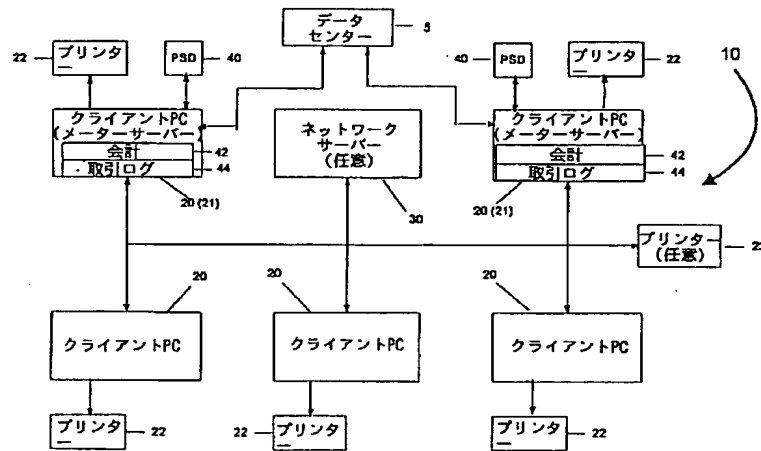 データ
センター
5
22
プリンタ
PSD
40
40
PSD
プリンタ
22
10
クライアントPC
(メーターサーバー)
会計
42
取引ログ
44
20 (21)
ネットワーク
サーバー
(任意)
30
クライアントPC
(メーターサーバー)
会計
42
取引ログ
44
20 (21)
プリンター
(任意)
22
20
クライアントPC
20
クライアントPC
20
クライアントPC
プリンタ
22
22
プリンタ
プリンタ
22